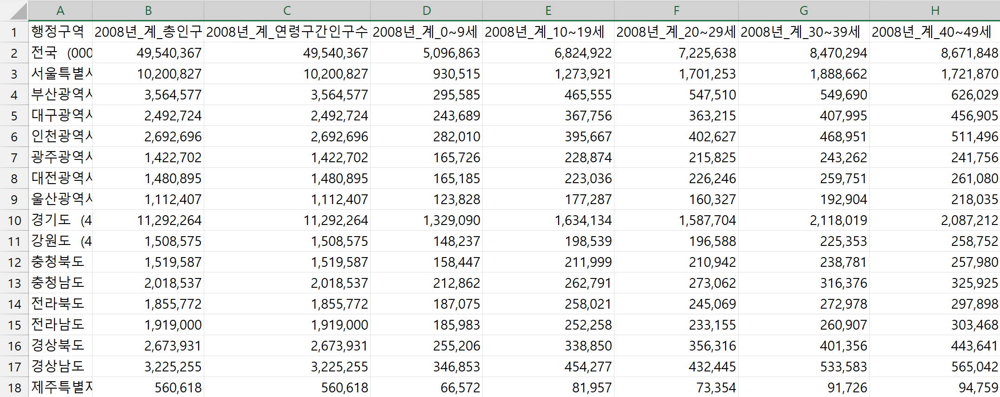 A B C D E F G H
1 행정구역 2008년_계_총인구 2008년_계_연령구간인구수 2008년_계_0~9세 2008년_계_10~19세 2008년_계_20~29세 2008년_계_30~39세 2008년_계_40~49세
2 전국 (000 49,540,367 49,540,367 5,096,863 6,824,922 7,225,638 8,470,294 8,671,848
3 서울특별시 10,200,827 10,200,827 930,515 1,273,921 1,701,253 1,888,662 1,721,870
4 부산광역시 3,564,577 3,564,577 295,585 465,555 547,510 549,690 626,029
5 대구광역시 2,492,724 2,492,724 243,689 367,756 363,215 407,995 456,905
6 인천광역시 2,692,696 2,692,696 282,010 395,667 402,627 468,951 511,496
7 광주광역시 1,422,702 1,422,702 165,726 228,874 215,825 243,262 241,756
8 대전광역시 1,480,895 1,480,895 165,185 223,036 226,246 259,751 261,080
9 울산광역시 1,112,407 1,112,407 123,828 177,287 160,327 192,904 218,035
10 경기도 (4 11,292,264 11,292,264 1,329,090 1,634,134 1,587,704 2,118,019 2,087,212
11 강원도 (4 1,508,575 1,508,575 148,237 198,539 196,588 225,353 258,752
12 충청북도 1,519,587 1,519,587 158,447 211,999 210,942 238,781 257,980
13 충청남도 2,018,537 2,018,537 212,862 262,791 273,062 316,376 325,925
14 전라북도 1,855,772 1,855,772 187,075 258,021 245,069 272,978 297,898
15 전라남도 1,919,000 1,919,000 185,983 252,258 233,155 260,907 303,468
16 경상북도 2,673,931 2,673,931 255,206 338,850 356,316 401,356 443,641
17 경상남도 3,225,255 3,225,255 346,853 454,277 432,445 533,583 565,042
18 제주특별자 560,618 560,618 66,572 81,957 73,354 91,726 94,759